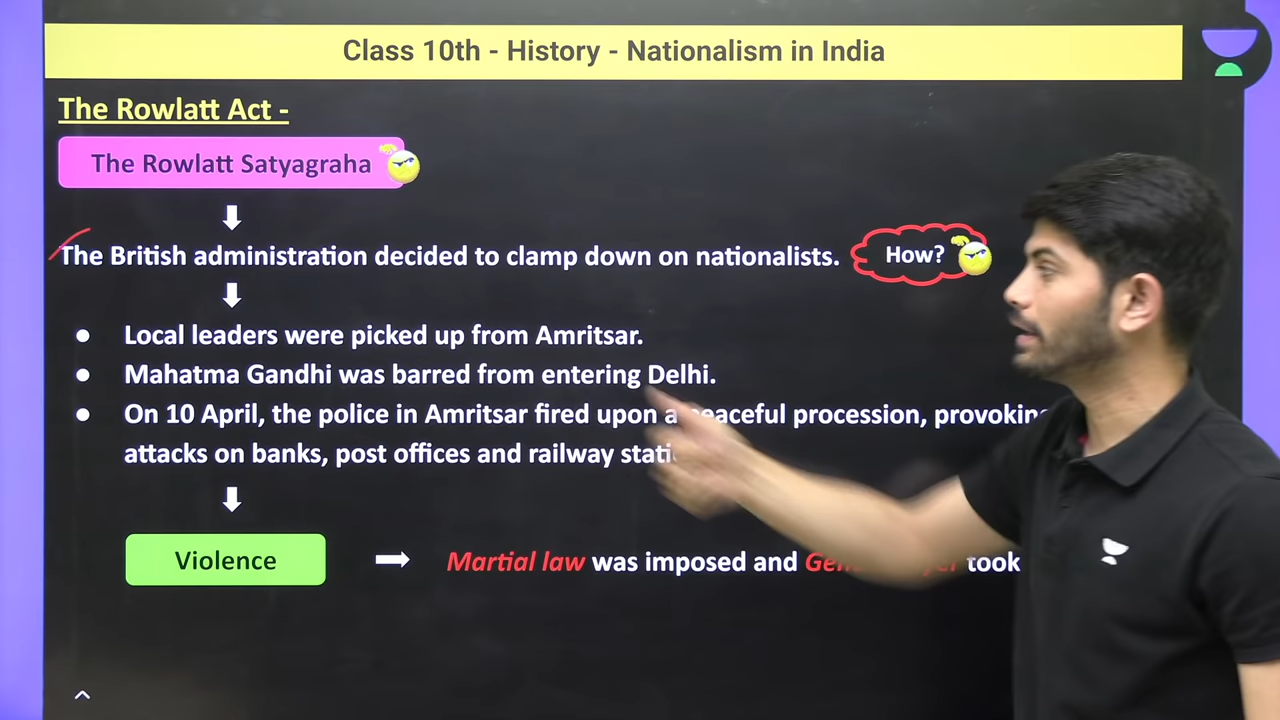 Class 10th - History - Nationalism in India
The Rowlatt Act -
The Rowlatt Satyagraha
The British administration decided to clamp down on nationalists.
How?
● Local leaders were picked up from Amritsar.
● Mahatma Gandhi was barred from entering Delhi.
● On 10 April, the police in Amritsar fired upon a peaceful procession, provoking
attacks on banks, post offices and railway
Violence
Martial law was imposed and took